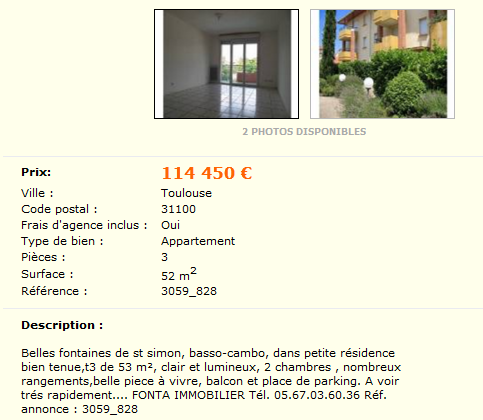 2 PHOTOS DISPONIBLES
Prix: 114 450 €
Ville : Toulouse
Code postal : 31100
Frais d'agence inclus : Oui
Type de bien : Appartement
Pièces : 3
Surface : 52 m²
Référence : 3059_828
Description :
Belles fontaines de st simon, basso-cambo, dans petite résidence
bien tenue,t3 de 53 m², clair et lumineux, 2 chambres , nombreux
rangements,belle piece à vivre, balcon et place de parking. A voir
trés rapidement.... FONTA IMMOBILIER Tél. 05.67.03.60.36 Réf.
annonce : 3059_828